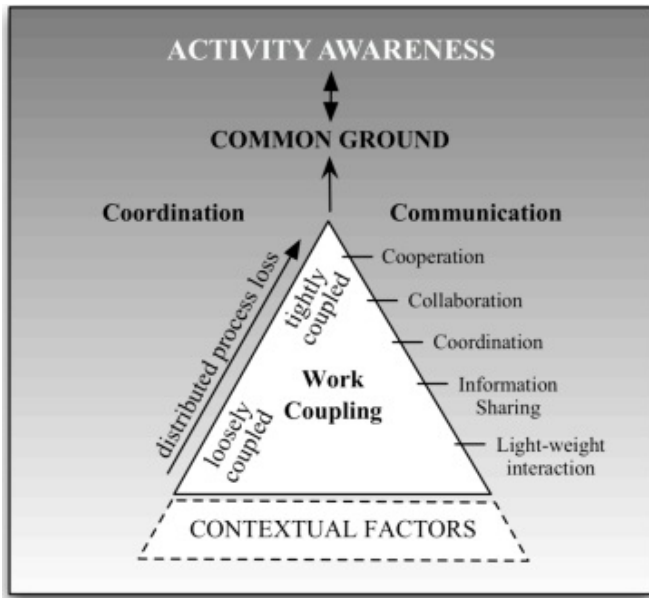 ACTIVITY AWARENESS
COMMON GROUND
Coordination
Communication
distributed process loss
tightly
coupled
loosely
coupled
Work
Coupling
Cooperation
Collaboration
Coordination
Information
Sharing
Light-weight
interaction
CONTEXTUAL FACTORS